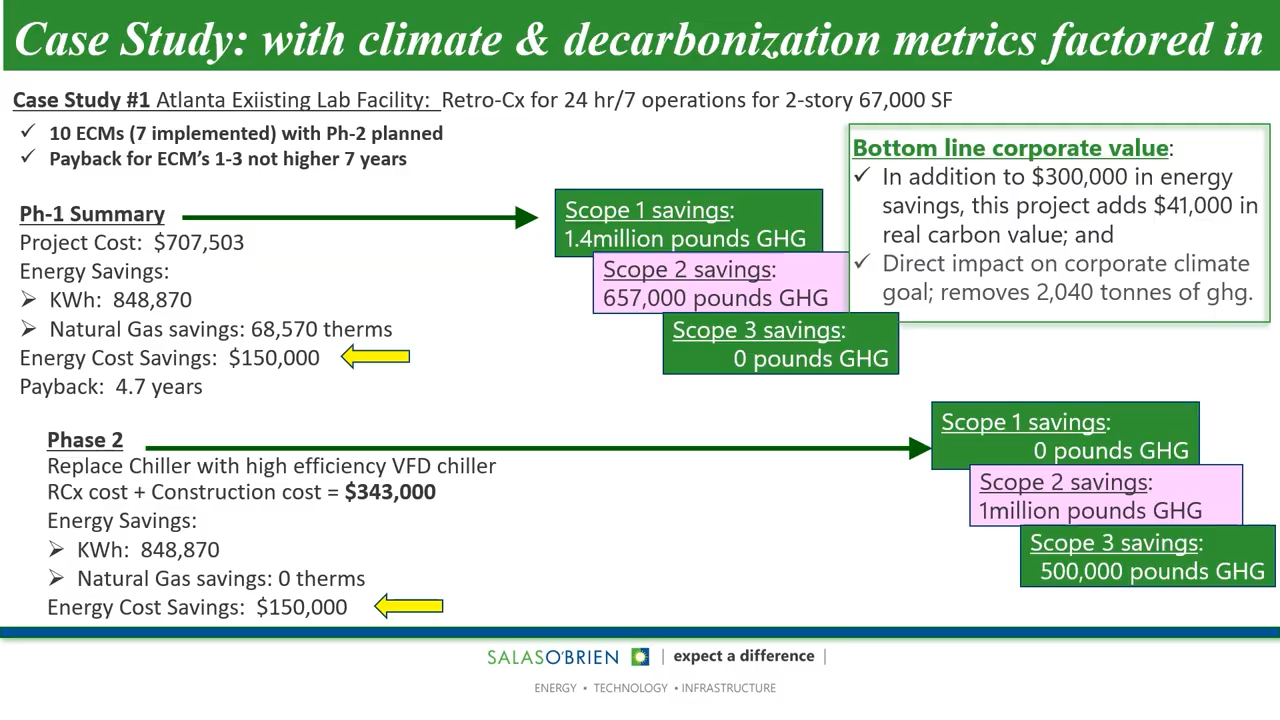 Case Study: with climate & decarbonization metrics factored in
Case Study #1 Atlanta Exiisting Lab Facility: Retro-Cx for 24 hr/7 operations for 2-story 67,000 SF
✓ 10 ECMs (7 implemented) with Ph-2 planned
✓ Payback for ECM's 1-3 not higher 7 years
Bottom line corporate value:
✓ In addition to $300,000 in energy
savings, this project adds $41,000 in
real carbon value; and
✓ Direct impact on corporate climate
goal; removes 2,040 tonnes of ghg.
Ph-1 Summary
Project Cost: $707,503
Energy Savings:
➢ KWh: 848,870
➢ Natural Gas savings: 68,570 therms
Energy Cost Savings: $150,000
Payback: 4.7 years
Scope 1 savings:
1.4million pounds GHG
Scope 2 savings:
657,000 pounds GHG
Scope 3 savings:
0 pounds GHG
Phase 2
Replace Chiller with high efficiency VFD chiller
RCx cost + Construction cost = $343,000
Energy Savings:
➢ KWh: 848,870
➢ Natural Gas savings: 0 therms
Energy Cost Savings: $150,000
Scope 1 savings:
0 pounds GHG
Scope 2 savings:
1million pounds GHG
Scope 3 savings:
500,000 pounds GHG
SALASO'BRIEN | expect a difference |
ENERGY • TECHNOLOGY • INFRASTRUCTURE